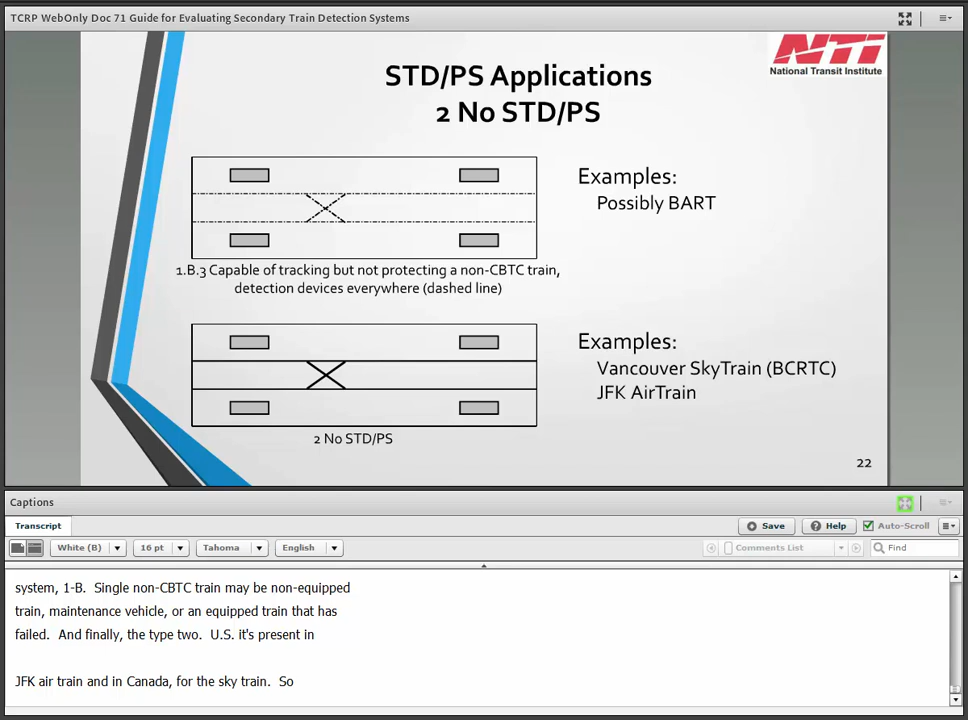 TCRP WebOnly Doc 71 Guide for Evaluating Secondary Train Detection Systems
NTI
National Transit Institute
STD/PS Applications
2 No STD/PS
Examples:
Possibly BART
1.B.3 Capable of tracking but not protecting a non-CBTC train,
detection devices everywhere (dashed line)
Examples:
Vancouver SkyTrain (BCRTC)
JFK AirTrain
2 No STD/PS
22
Captions
Transcript
Save
Help
Auto-Scroll
White (B)
16 pt
Tahoma
English
Comments List
Find
system, 1-B. Single non-CBTC train may be non-equipped
train, maintenance vehicle, or an equipped train that has
failed. And finally, the type two. U.S. it's present in
JFK air train and in Canada, for the sky train. So